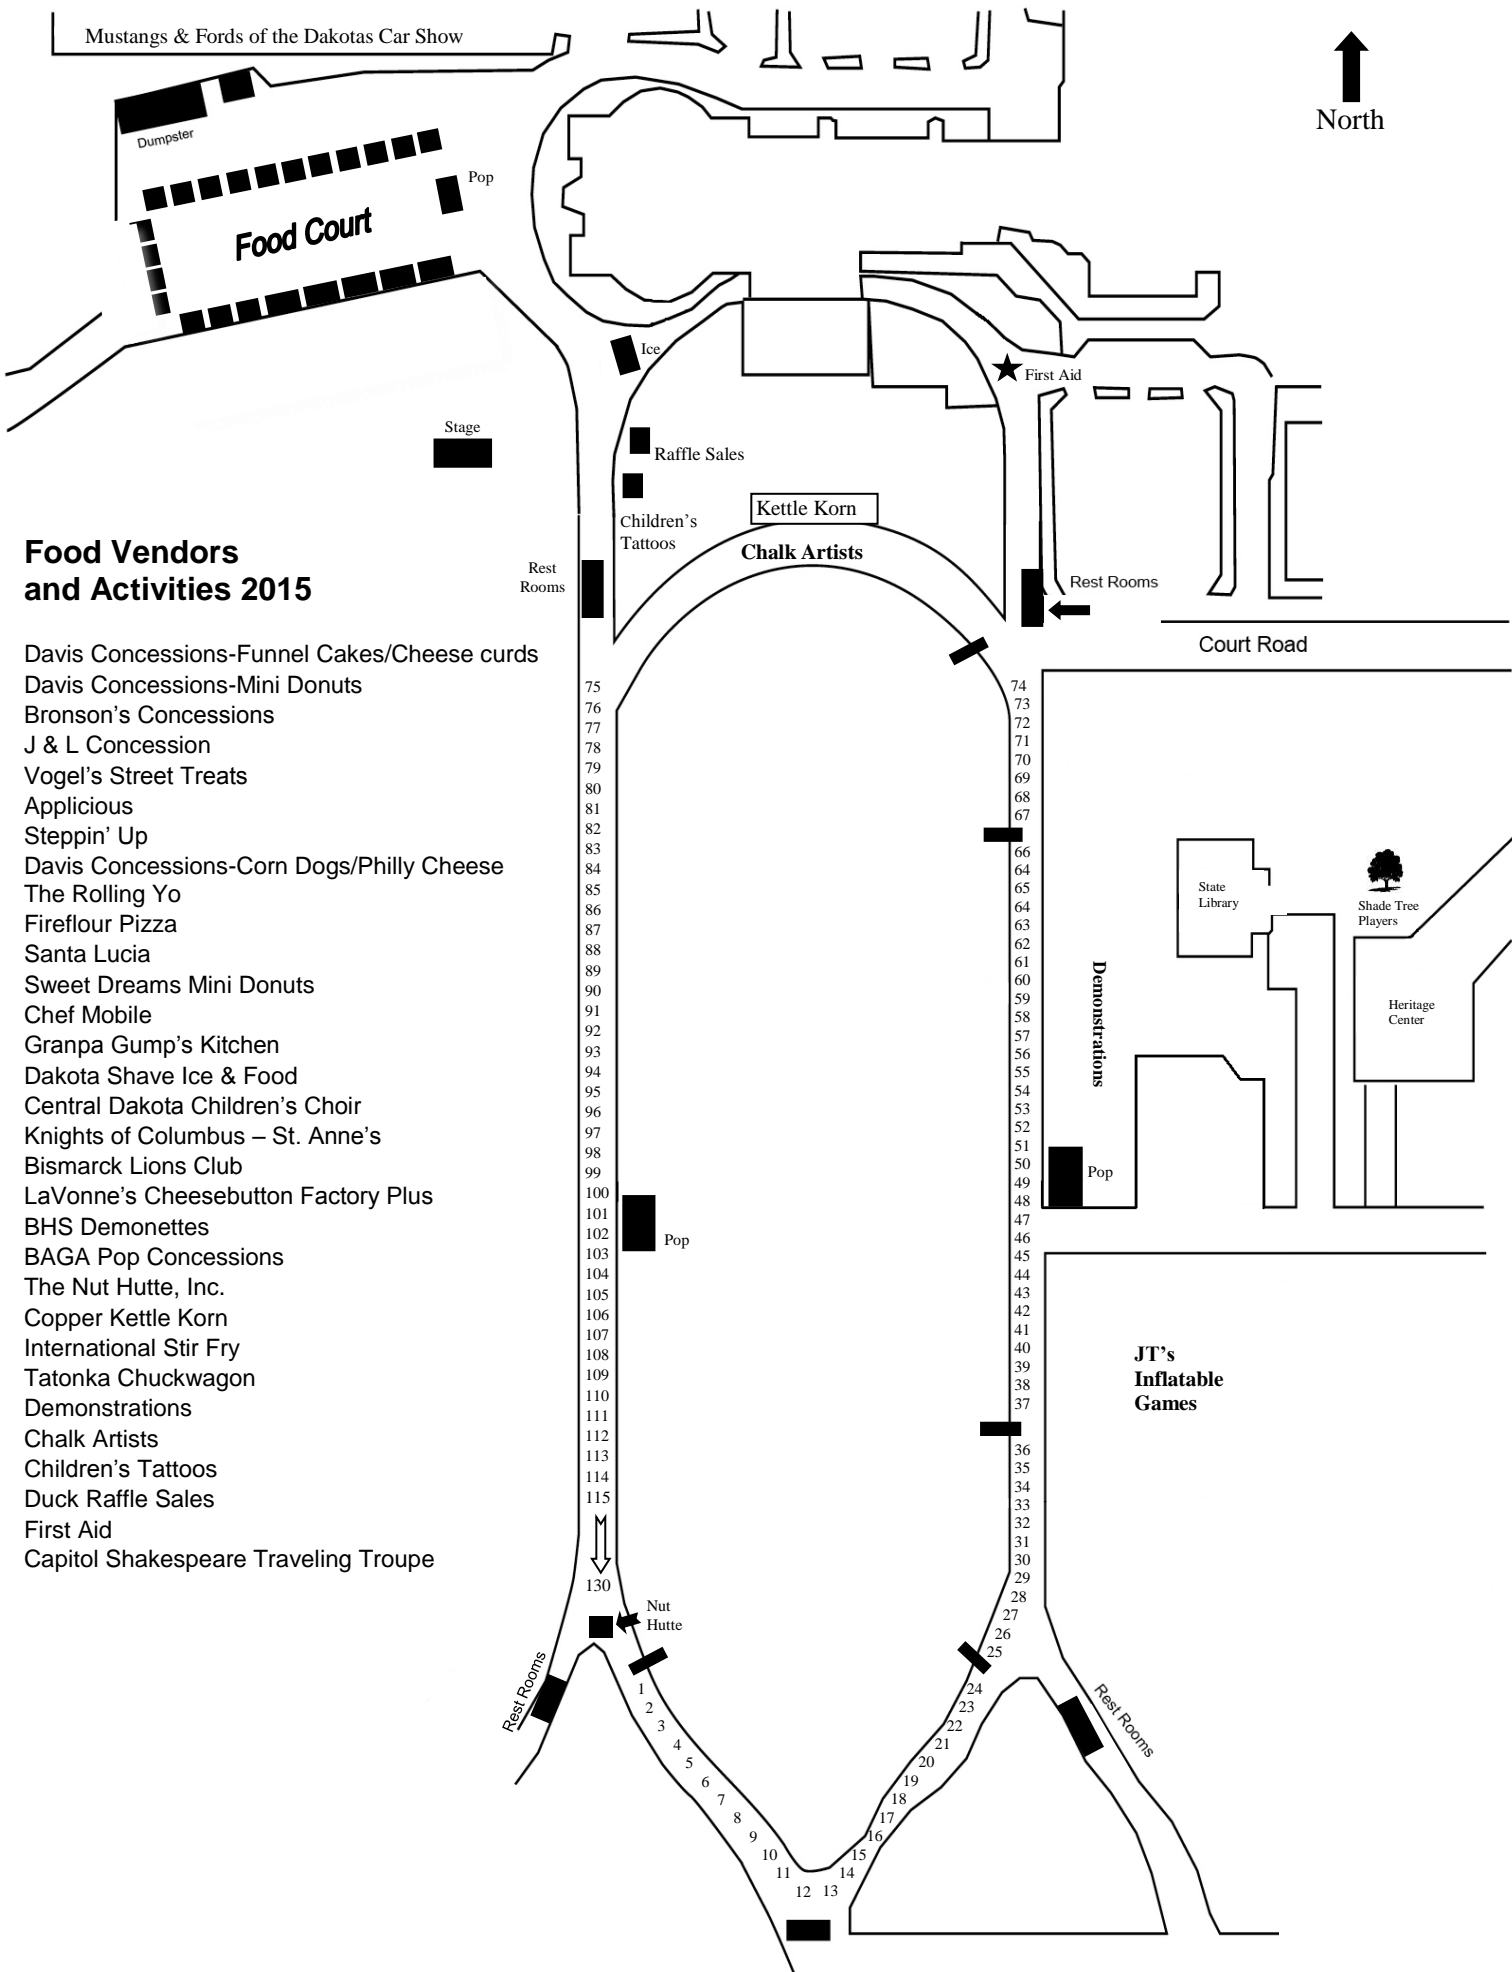 Mustangs & Fords of the Dakotas Car Show
North
Dumpster
Pop
Food Court
Ice
First Aid
Stage
Raffle Sales
Kettle Korn
Children's
Tattoos
Chalk Artists
Rest
Rooms
Rest Rooms
Court Road
Food Vendors
and Activities 2015
Davis Concessions-Funnel Cakes/Cheese curds
Davis Concessions-Mini Donuts
Bronson's Concessions
J & L Concession
Vogel's Street Treats
Applicious
Steppin' Up
Davis Concessions-Corn Dogs/Philly Cheese
The Rolling Yo
Fireflour Pizza
Santa Lucia
Sweet Dreams Mini Donuts
Chef Mobile
Granpa Gump's Kitchen
Dakota Shave Ice & Food
Central Dakota Children's Choir
Knights of Columbus – St. Anne's
Bismarck Lions Club
LaVonne's Cheesebutton Factory Plus
BHS Demonettes
BAGA Pop Concessions
The Nut Hutte, Inc.
Copper Kettle Korn
International Stir Fry
Tatonka Chuckwagon
Demonstrations
Chalk Artists
Children's Tattoos
Duck Raffle Sales
First Aid
Capitol Shakespeare Traveling Troupe
75
76
77
78
79
80
81
82
83
84
85
86
87
88
89
90
91
92
93
94
95
96
97
98
99
100
101
102
103
104
105
106
107
108
109
110
111
112
113
114
115
130
Pop
Nut
Hutte
Rest Rooms
74
73
72
71
70
69
68
67
66
64
65
64
63
62
61
60
59
58
57
56
55
54
53
52
51
50
49
48
47
46
45
44
43
42
41
40
39
38
37
36
35
34
33
32
31
30
29
28
27
26
25
24
23
22
21
20
19
18
17
16
15
14
13
12
11
10
9
8
7
6
5
4
3
2
1
State
Library
Shade Tree
Players
Heritage
Center
Demonstrations
Pop
JT's
Inflatable
Games
Rest Rooms